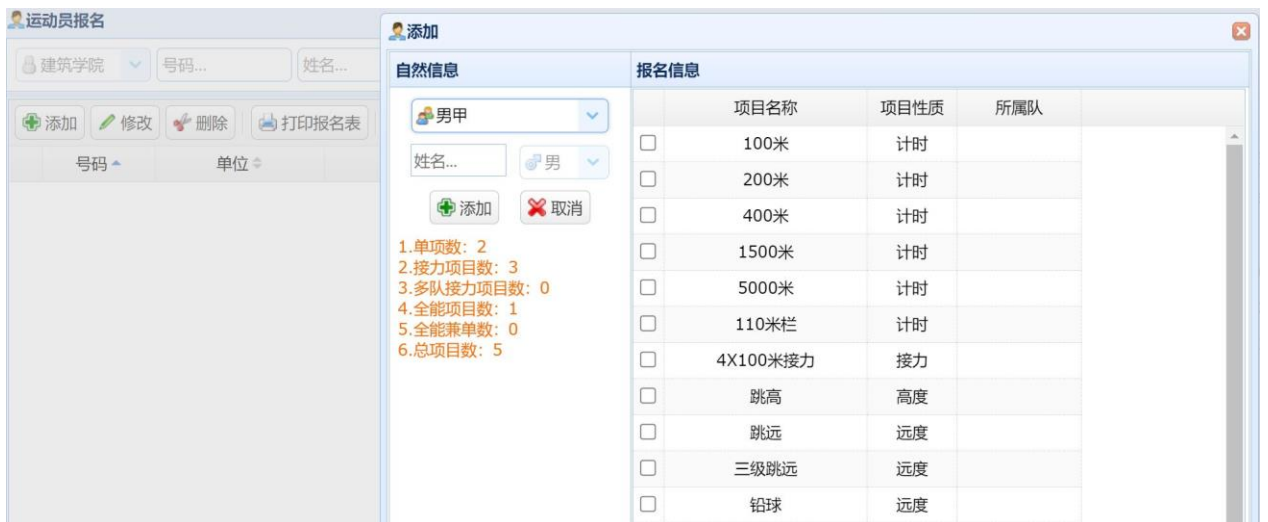 运动员报名
建筑学院
号码...
姓名...
添加
修改
删除
打印报名表
号码
单位
添加
自然信息
男甲
姓名...
男
添加
取消
1.单项数：2
2.接力项目数：3
3.多队接力项目数：0
4.全能项目数：1
5.全能兼单数：0
6.总项目数：5
报名信息
项目名称 项目性质 所属队
100米 计时
200米 计时
400米 计时
1500米 计时
5000米 计时
110米栏 计时
4X100米接力 接力
跳高 高度
跳远 远度
三级跳远 远度
铅球 远度